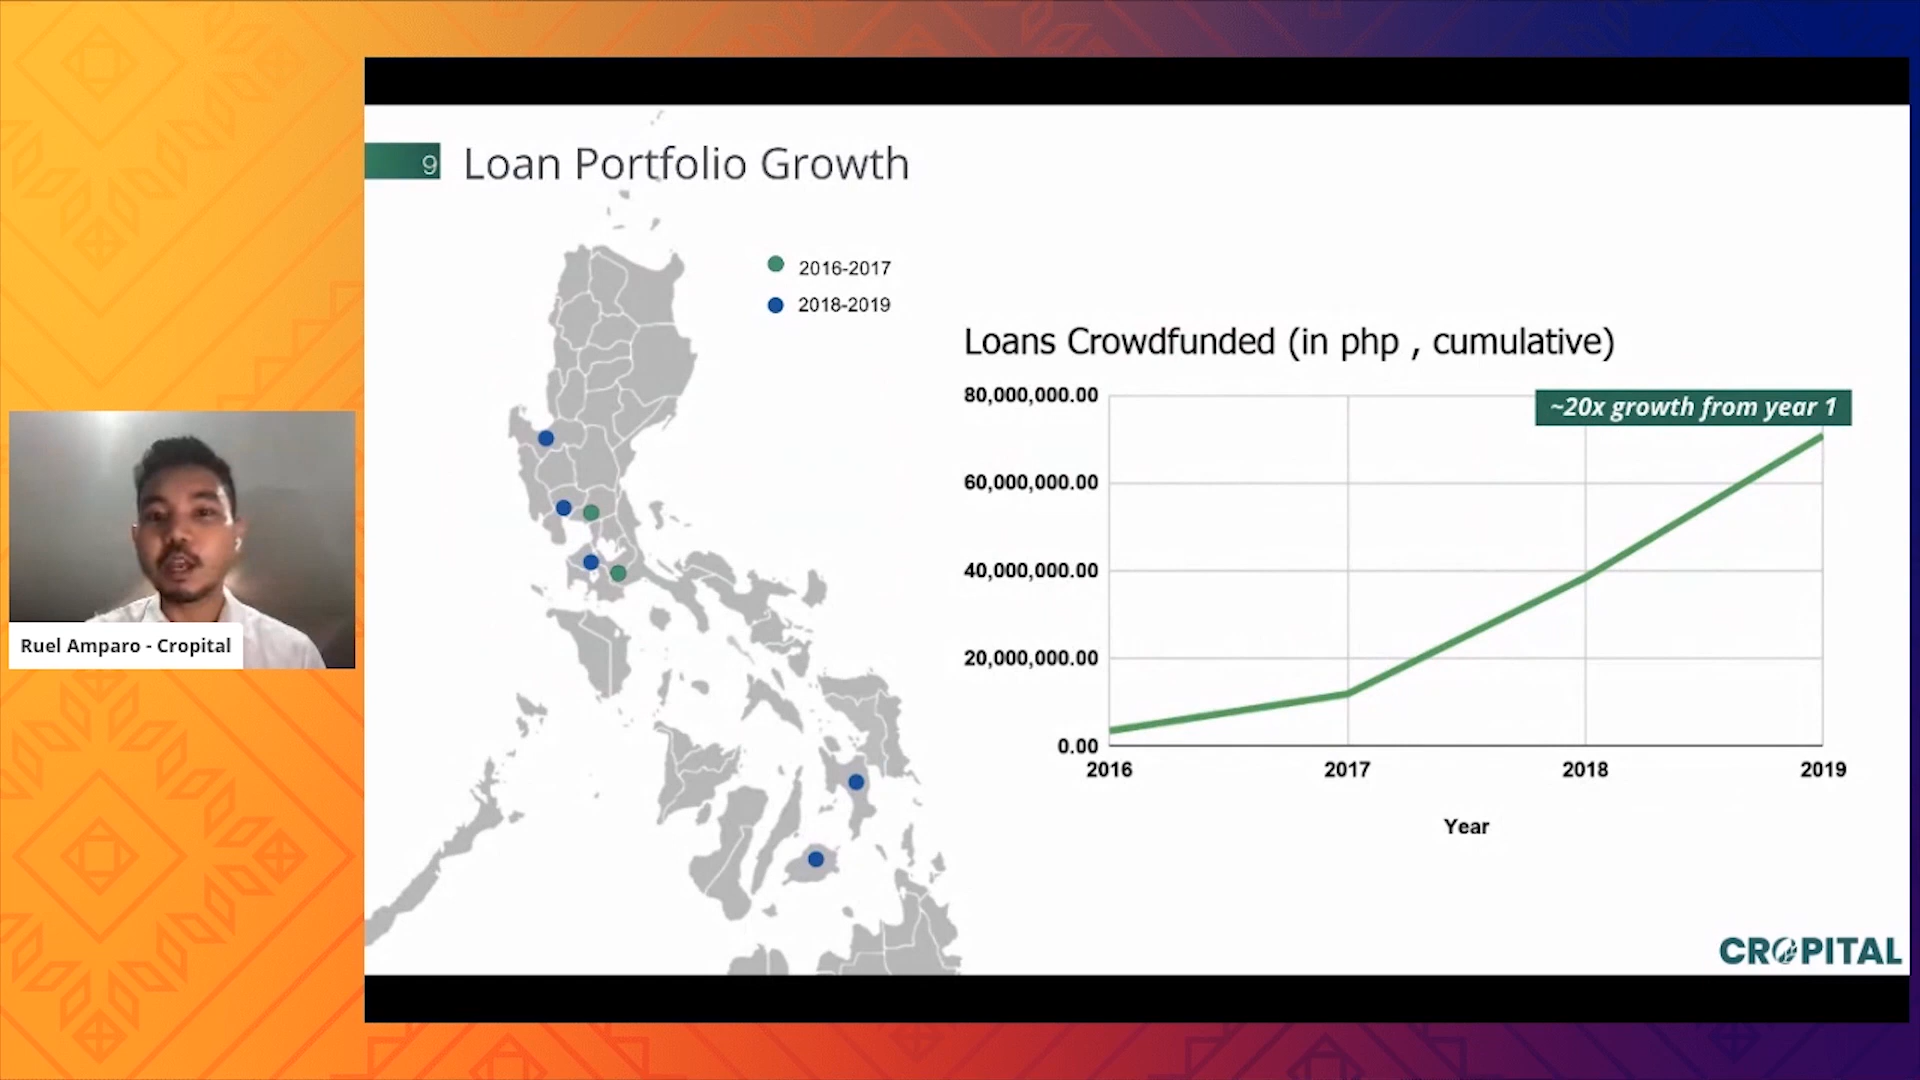 9
Loan Portfolio Growth
2016-2017
2018-2019
Loans Crowdfunded (in php , cumulative)
80,000,000.00
~20x growth from year 1
60,000,000.00
40,000,000.00
20,000,000.00
0.00
2016
2017
2018
2019
Year
Ruel Amparo - Cropital
CROPITAL